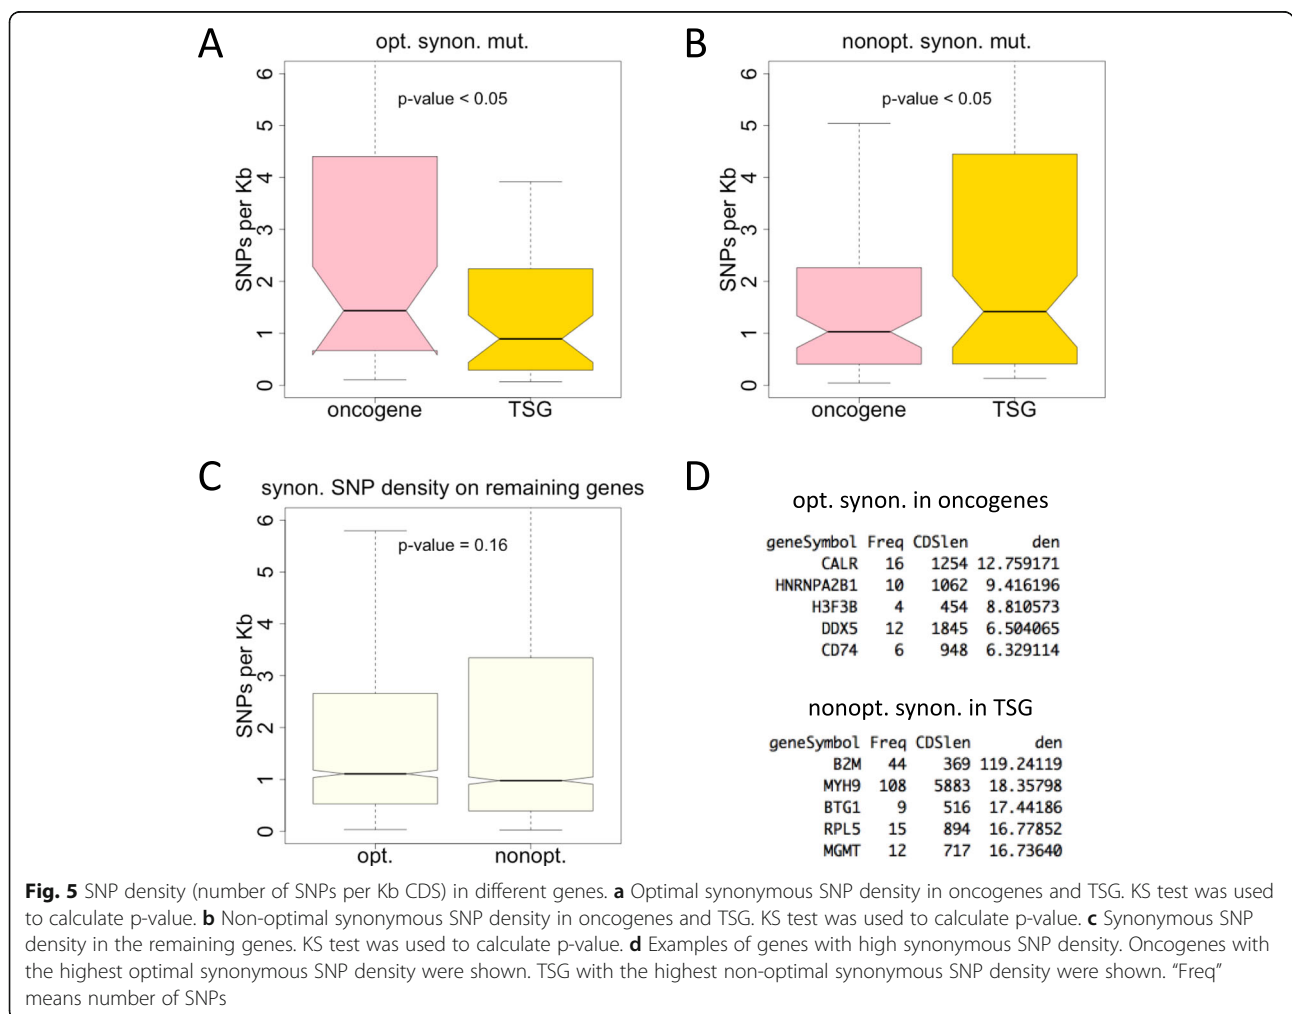 A
opt. synon. mut.
p-value < 0.05
SNPs per Kb
6
5
4
3
2
1
0
oncogene TSG
B
nonopt. synon. mut.
p-value < 0.05
SNPs per Kb
6
5
4
3
2
1
0
oncogene TSG
C
synon. SNP density on remaining genes
p-value = 0.16
SNPs per Kb
6
5
4
3
2
1
0
opt. nonopt.
D
opt. synon. in oncogenes
geneSymbol Freq CDSlen den
CALR 16 1254 12.759171
HNRNPA2B1 10 1062 9.416196
H3F3B 4 454 8.810573
DDX5 12 1845 6.504065
CD74 6 948 6.329114
nonopt. synon. in TSG
geneSymbol Freq CDSlen den
B2M 44 369 119.24119
MYH9 108 5883 18.35798
BTG1 9 516 17.44186
RPL5 15 894 16.77852
MGMT 12 717 16.73640
Fig. 5 SNP density (number of SNPs per Kb CDS) in different genes. a Optimal synonymous SNP density in oncogenes and TSG. KS test was used
to calculate p-value. b Non-optimal synonymous SNP density in oncogenes and TSG. KS test was used to calculate p-value. c Synonymous SNP
density in the remaining genes. KS test was used to calculate p-value. d Examples of genes with high synonymous SNP density. Oncogenes with
the highest optimal synonymous SNP density were shown. TSG with the highest non-optimal synonymous SNP density were shown. “Freq”
means number of SNPs